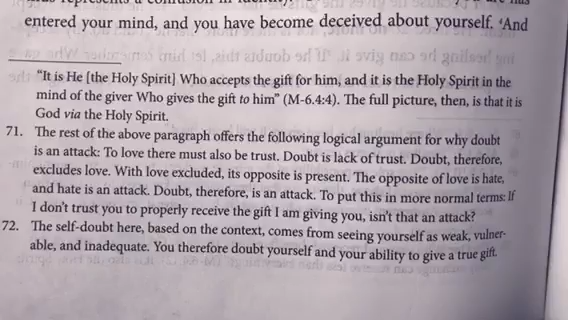 entered your mind, and you have become deceived about yourself. ⁴And
"It is He [the Holy Spirit] Who accepts the gift for him, and it is the Holy Spirit in the
mind of the giver Who gives the gift to him" (M-6.4:4). The full picture, then, is that it is
God via the Holy Spirit.
71. The rest of the above paragraph offers the following logical argument for why doubt
is an attack: To love there must also be trust. Doubt is lack of trust. Doubt, therefore,
excludes love. With love excluded, its opposite is present. The opposite of love is hate,
and hate is an attack. Doubt, therefore, is an attack. To put this in more normal terms: If
I don't trust you to properly receive the gift I am giving you, isn't that an attack?
72. The self-doubt here, based on the context, comes from seeing yourself as weak, vulner-
able, and inadequate. You therefore doubt yourself and your ability to give a true gift.